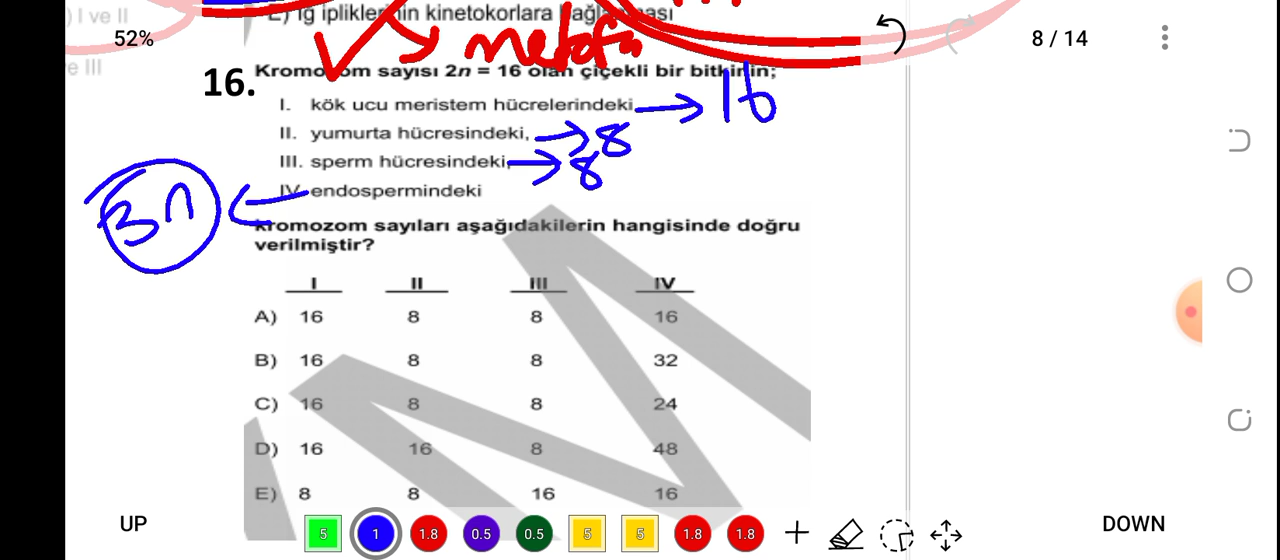 ) I ve II
E) İğ ipliklerinin kinetokorlara bağlanması
52%
8 / 14
e III
metafa
16. Kromozom sayısı 2n = 16 olan çiçekli bir bitkinin;
I. kök ucu meristem hücrelerindeki, 16
II. yumurta hücresindeki, 8
III. sperm hücresindeki, 8
IV. endospermindeki
3n
kromozom sayıları aşağıdakilerin hangisinde doğru
verilmiştir?
I II III IV
A) 16 8 8 16
B) 16 8 8 32
C) 16 8 8 24
D) 16 16 8 48
E) 8 8 16 16
UP
5 1 1.8 0.5 0.5 5 5 1.8 1.8
DOWN